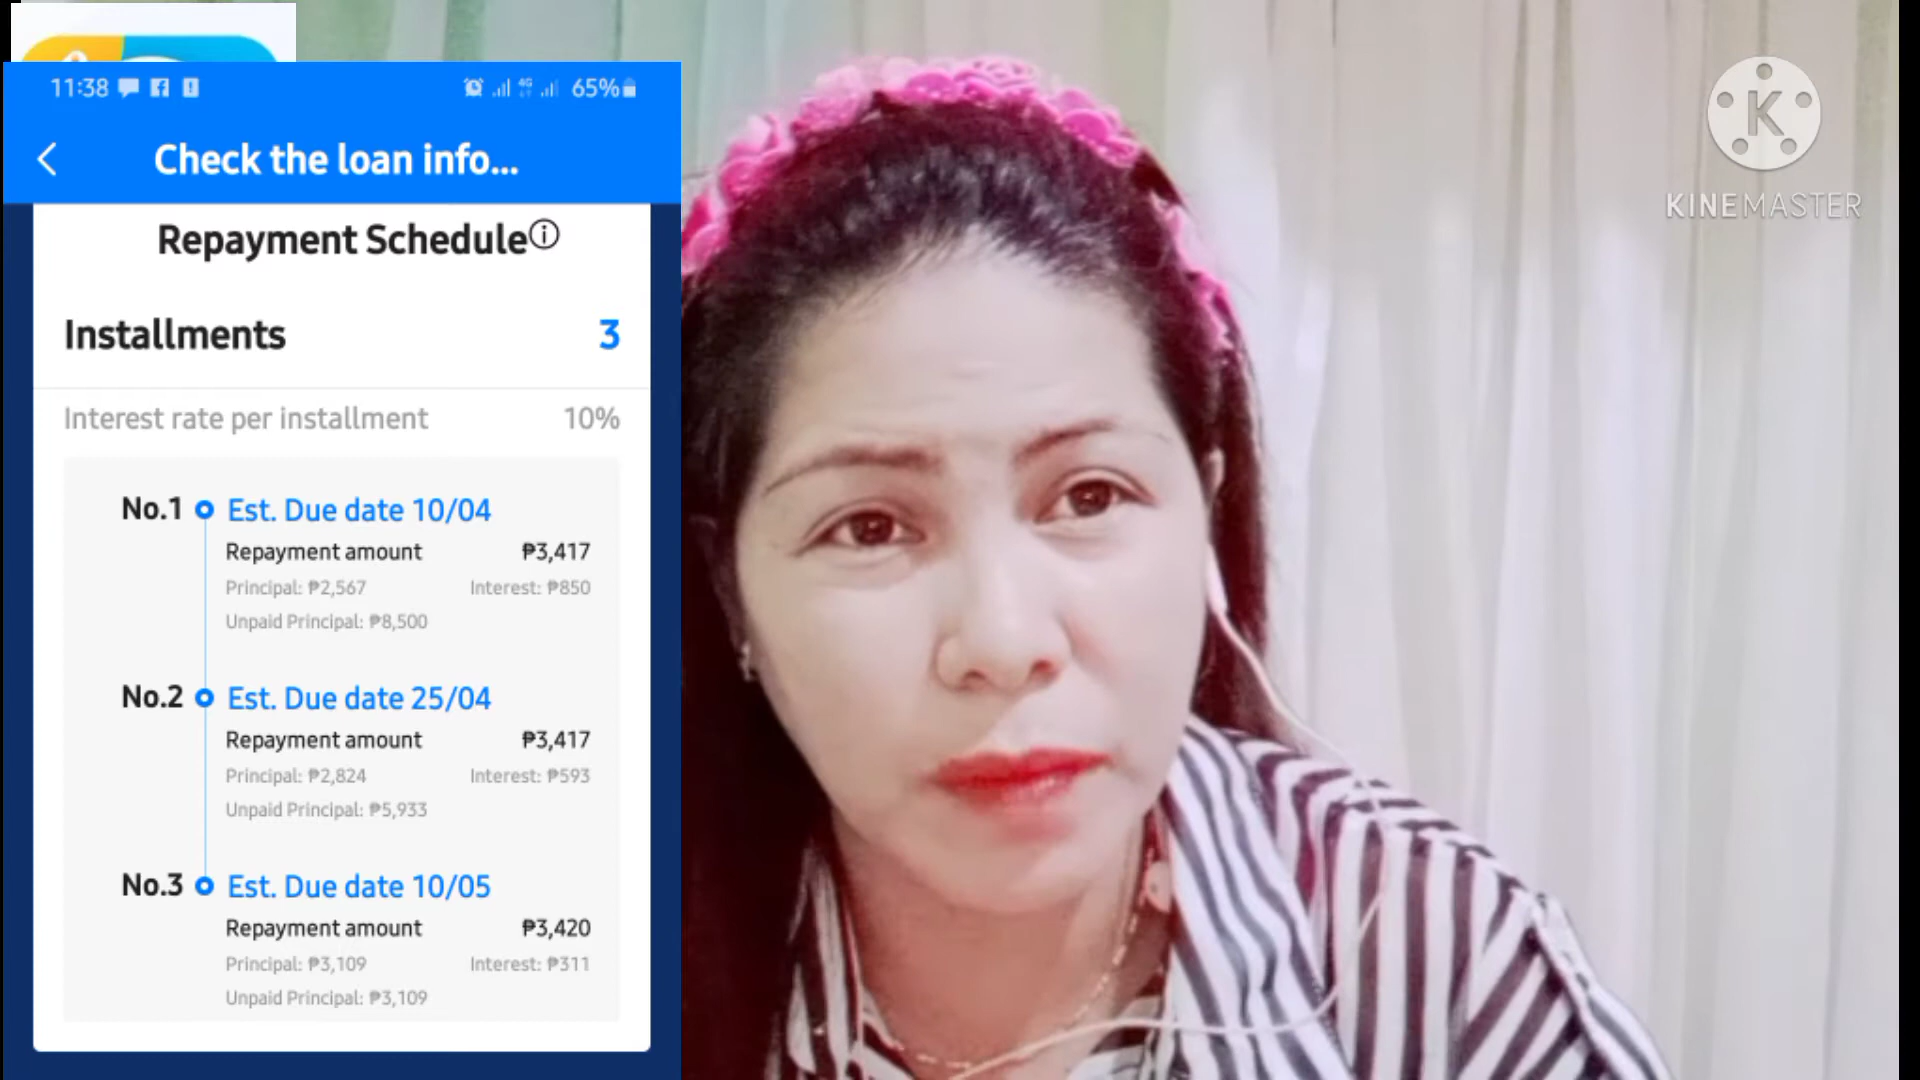 11:38
4G
65%
Check the loan info...
Repayment Schedule
Installments 3
Interest rate per installment 10%
No.1 Est. Due date 10/04
Repayment amount ₱3,417
Principal: ₱2,567 Interest: ₱850
Unpaid Principal: ₱8,500
No.2 Est. Due date 25/04
Repayment amount ₱3,417
Principal: ₱2,824 Interest: ₱593
Unpaid Principal: ₱5,933
No.3 Est. Due date 10/05
Repayment amount ₱3,420
Principal: ₱3,109 Interest: ₱311
Unpaid Principal: ₱3,109
K
KINEMASTER